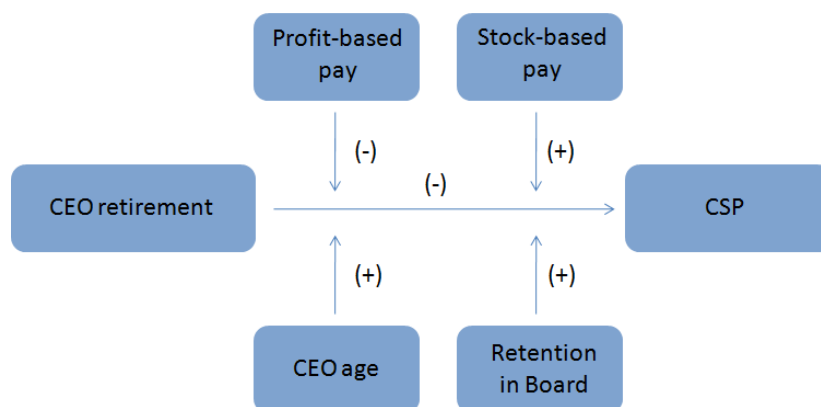 Profit-based
pay
Stock-based
pay
(-)
(+)
CEO retirement
(-)
CSP
(+)
(+)
CEO age
Retention
in Board